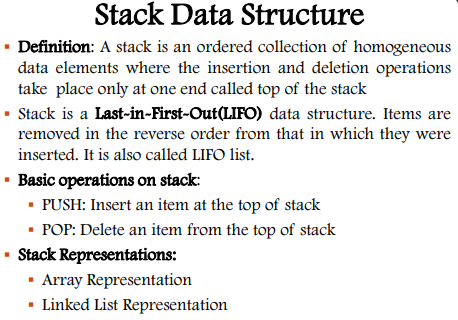 Stack Data Structure
▪ Definition: A stack is an ordered collection of homogeneous
data elements where the insertion and deletion operations
take place only at one end called top of the stack
▪ Stack is a Last-in-First-Out(LIFO) data structure. Items are
removed in the reverse order from that in which they were
inserted. It is also called LIFO list.
▪ Basic operations on stack:
▪ PUSH: Insert an item at the top of stack
▪ POP: Delete an item from the top of stack
▪ Stack Representations:
▪ Array Representation
▪ Linked List Representation